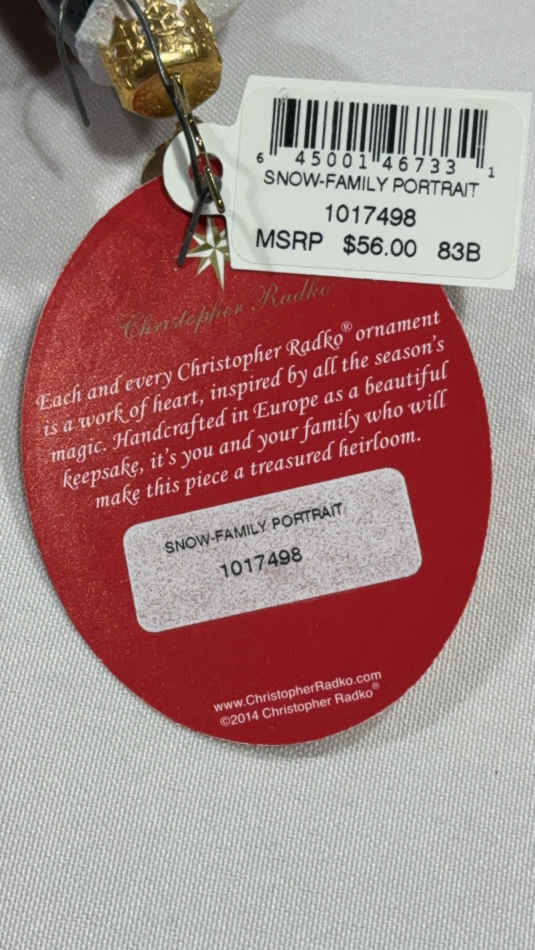 6 45001 46733 1
SNOW-FAMILY PORTRAIT
1017498
MSRP $56.00 83B
Christopher Radko
Each and every Christopher Radko® ornament
is a work of heart, inspired by all the season's
magic. Handcrafted in Europe as a beautiful
keepsake, it's you and your family who will
make this piece a treasured heirloom.
SNOW-FAMILY PORTRAIT
1017498
www.ChristopherRadko.com
©2014 Christopher Radko®